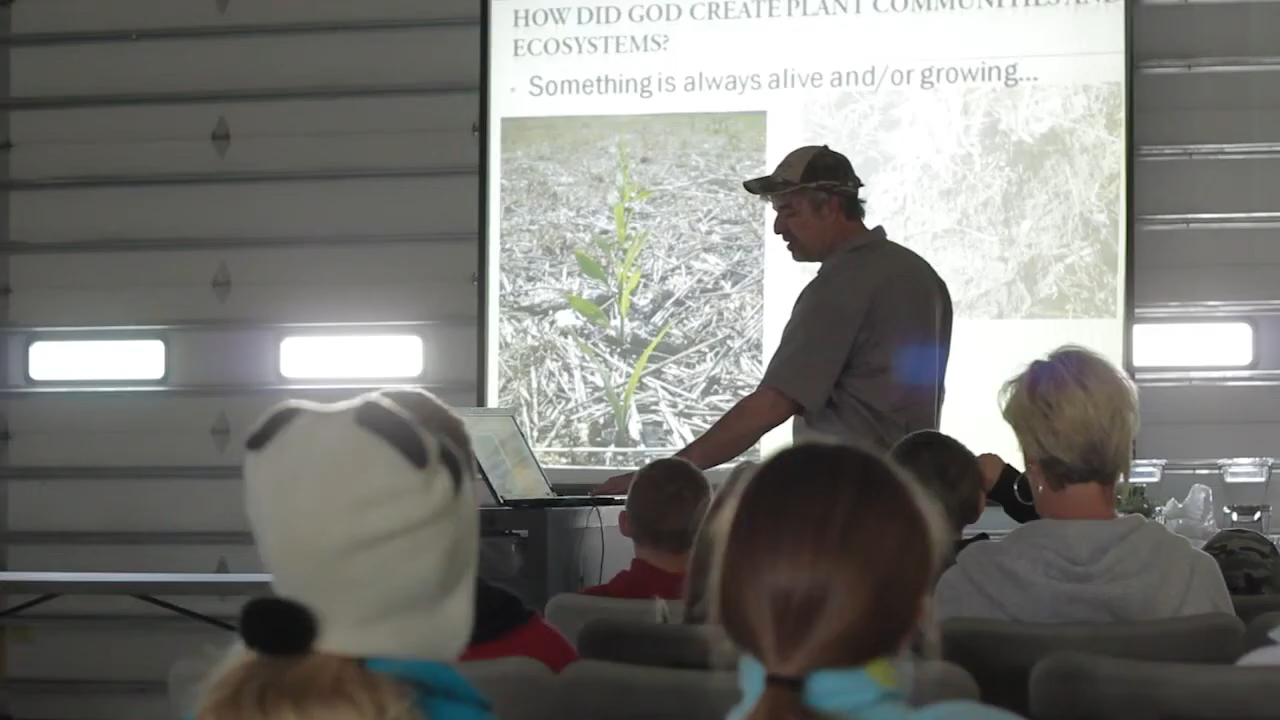 HOW DID GOD CREATE PLANT COMMUNITIES AND
ECOSYSTEMS?
Something is always alive and/or growing...